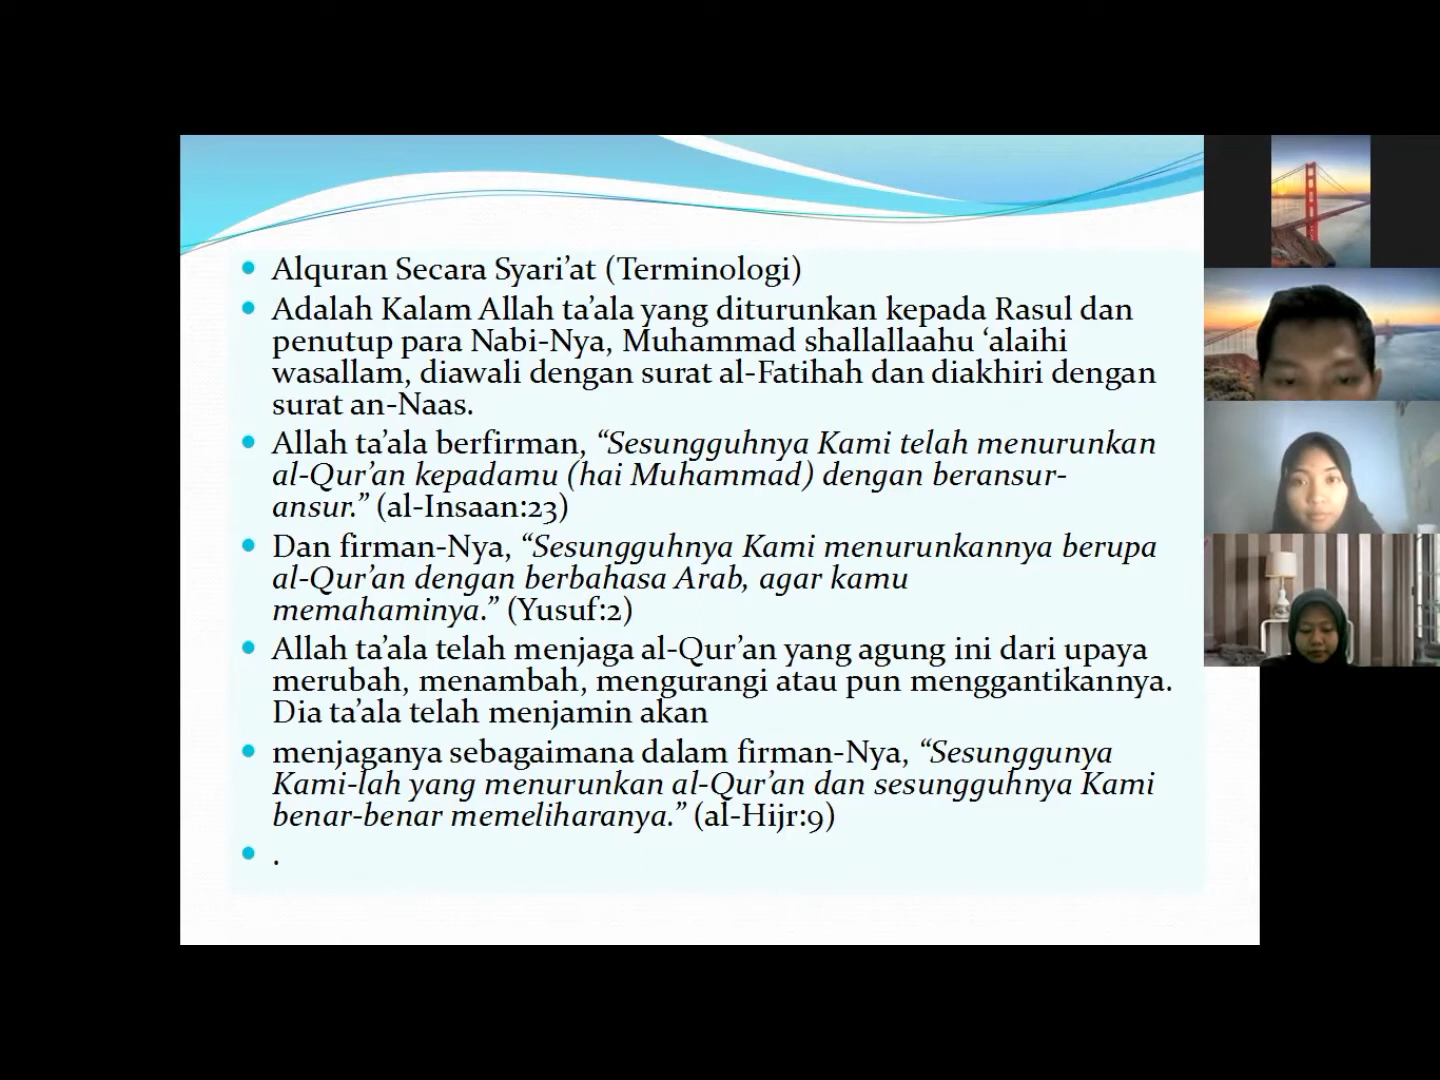 Alquran Secara Syari’at (Terminologi)
Adalah Kalam Allah ta’ala yang diturunkan kepada Rasul dan
penutup para Nabi-Nya, Muhammad shallallaahu ‘alaihi
wasallam, diawali dengan surat al-Fatihah dan diakhiri dengan
surat an-Naas.
Allah ta’ala berfirman, “Sesungguhnya Kami telah menurunkan
al-Qur’an kepadamu (hai Muhammad) dengan beransur-
ansur.” (al-Insaan:23)
Dan firman-Nya, “Sesungguhnya Kami menurunkannya berupa
al-Qur’an dengan berbahasa Arab, agar kamu
memahaminya.” (Yusuf:2)
Allah ta’ala telah menjaga al-Qur’an yang agung ini dari upaya
merubah, menambah, mengurangi atau pun menggantikannya.
Dia ta’ala telah menjamin akan
menjaganya sebagaimana dalam firman-Nya, “Sesunggunya
Kami-lah yang menurunkan al-Qur’an dan sesungguhnya Kami
benar-benar memeliharanya.” (al-Hijr:9)
.